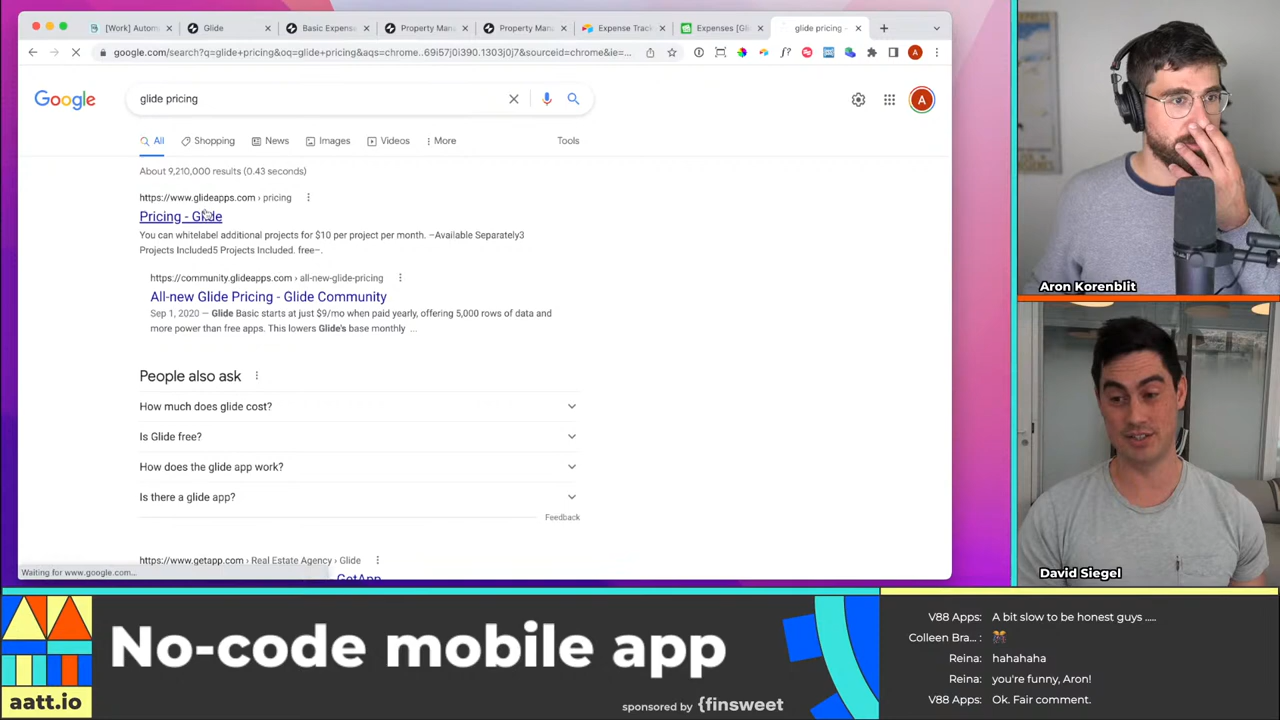 [Work] Autom
Glide
Basic Expens
Property Man
Property Man
Expense Track
Expenses [Gli
glide pricing -
google.com/search?q=glide+pricing&oq=glide+pricing&aqs=chrome..69i57j0i390.1303j0j7&sourceid=chrome&ie=...
A
Google
glide pricing
A
All
Shopping
News
Images
Videos
More
Tools
About 9,210,000 results (0.43 seconds)
https://www.glideapps.com › pricing
Pricing - Glide
You can whitelabel additional projects for $10 per project per month. –Available Separately3
Projects Included5 Projects Included. free–.
https://community.glideapps.com › all-new-glide-pricing
All-new Glide Pricing - Glide Community
Sep 1, 2020 — Glide Basic starts at just $9/mo when paid yearly, offering 5,000 rows of data and
more power than free apps. This lowers Glide's base monthly ...
People also ask
How much does glide cost?
Is Glide free?
How does the glide app work?
Is there a glide app?
Feedback
https://www.getapp.com › Real Estate Agency › Glide
GetApp
Waiting for www.google.com...
Aron Korenblit
David Siegel
aatt.io
No-code mobile app
sponsored by {finsweet
V88 Apps: A bit slow to be honest guys .....
Colleen Bra... :
Reina: hahahaha
Reina: you're funny, Aron!
V88 Apps: Ok. Fair comment.